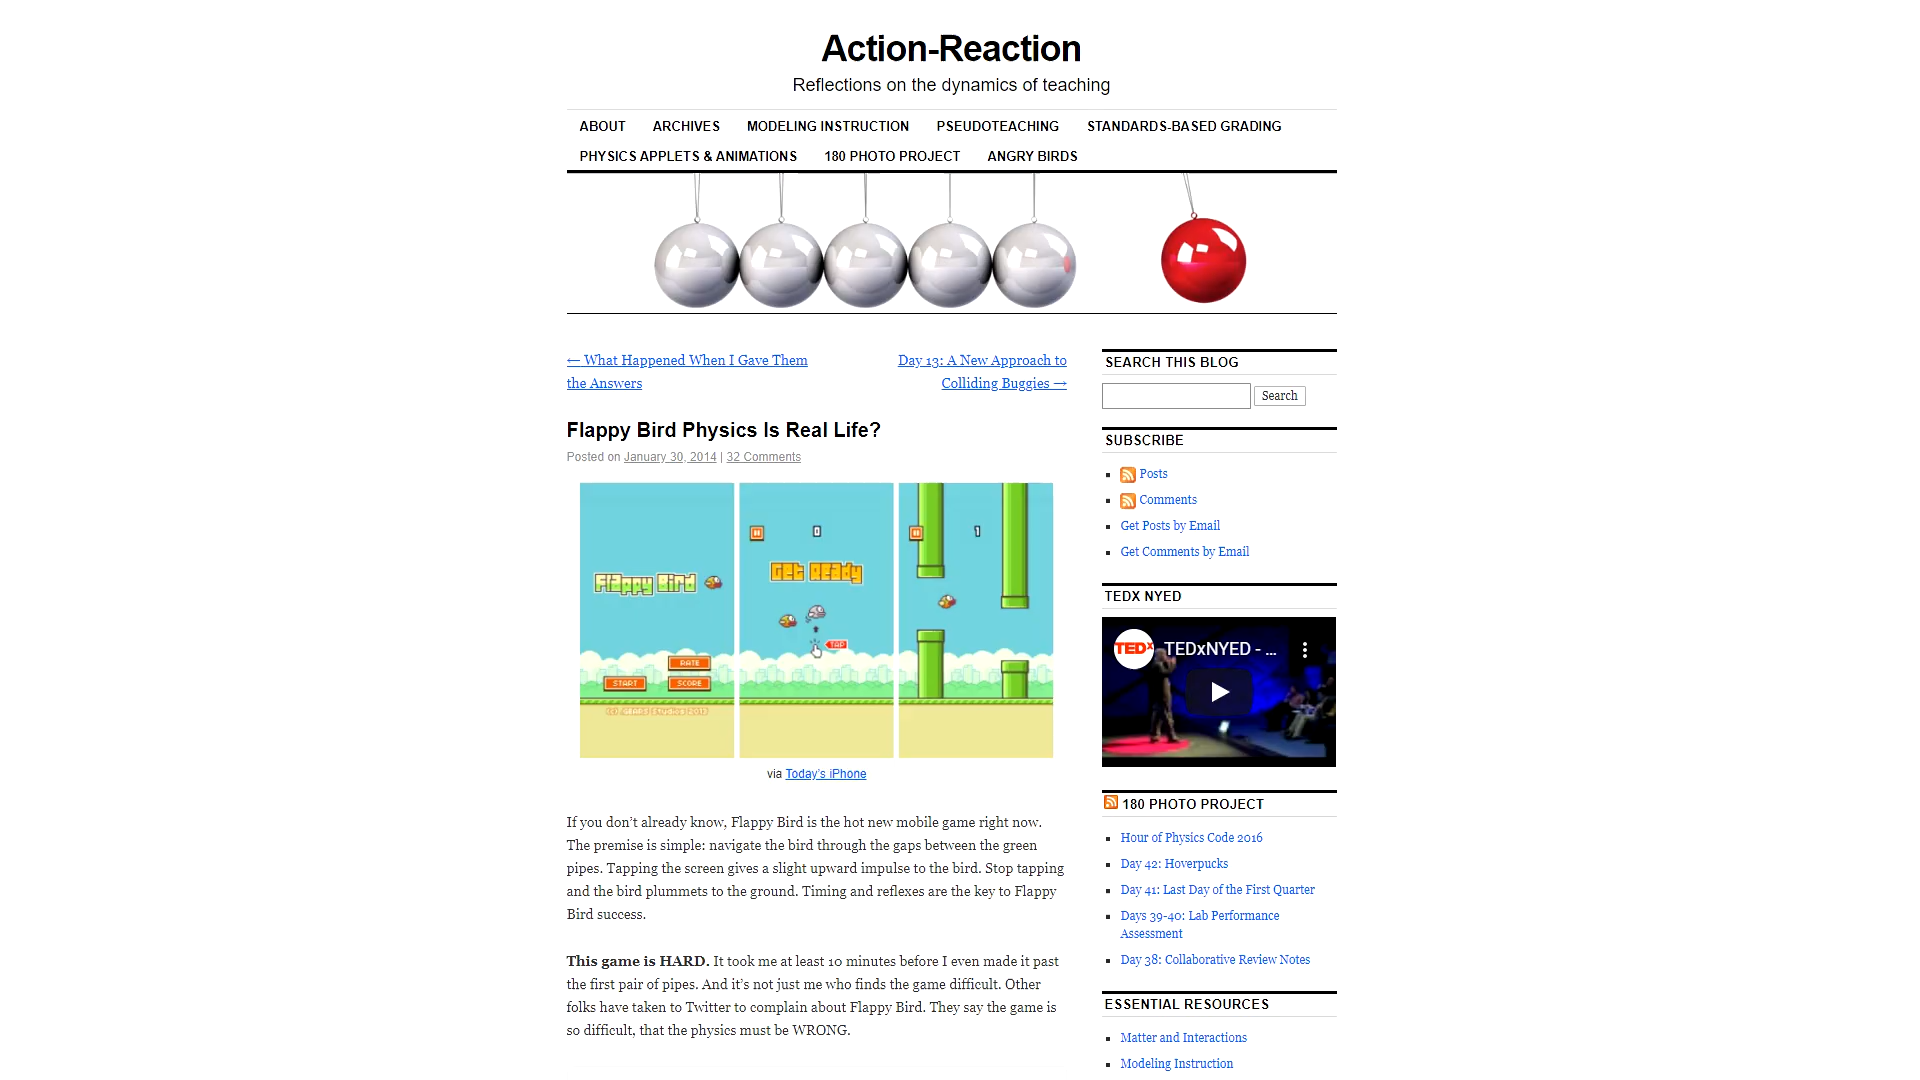 Action-Reaction
Reflections on the dynamics of teaching
ABOUT ARCHIVES MODELING INSTRUCTION PSEUDOTEACHING STANDARDS-BASED GRADING
PHYSICS APPLETS & ANIMATIONS 180 PHOTO PROJECT ANGRY BIRDS
← What Happened When I Gave Them
the Answers
Day 13: A New Approach to
Colliding Buggies →
Flappy Bird Physics Is Real Life?
Posted on January 30, 2014 | 32 Comments
Flappy Bird
RATE
START
SCORE
0
Get Ready
TAP
1
via Today's iPhone
If you don’t already know, Flappy Bird is the hot new mobile game right now.
The premise is simple: navigate the bird through the gaps between the green
pipes. Tapping the screen gives a slight upward impulse to the bird. Stop tapping
and the bird plummets to the ground. Timing and reflexes are the key to Flappy
Bird success.
This game is HARD. It took me at least 10 minutes before I even made it past
the first pair of pipes. And it’s not just me who finds the game difficult. Other
folks have taken to Twitter to complain about Flappy Bird. They say the game is
so difficult, that the physics must be WRONG.
SEARCH THIS BLOG
Search
SUBSCRIBE
Posts
Comments
Get Posts by Email
Get Comments by Email
TEDX NYED
TEDx TEDxNYED - ...
180 PHOTO PROJECT
Hour of Physics Code 2016
Day 42: Hoverpucks
Day 41: Last Day of the First Quarter
Days 39-40: Lab Performance
Assessment
Day 38: Collaborative Review Notes
ESSENTIAL RESOURCES
Matter and Interactions
Modeling Instruction